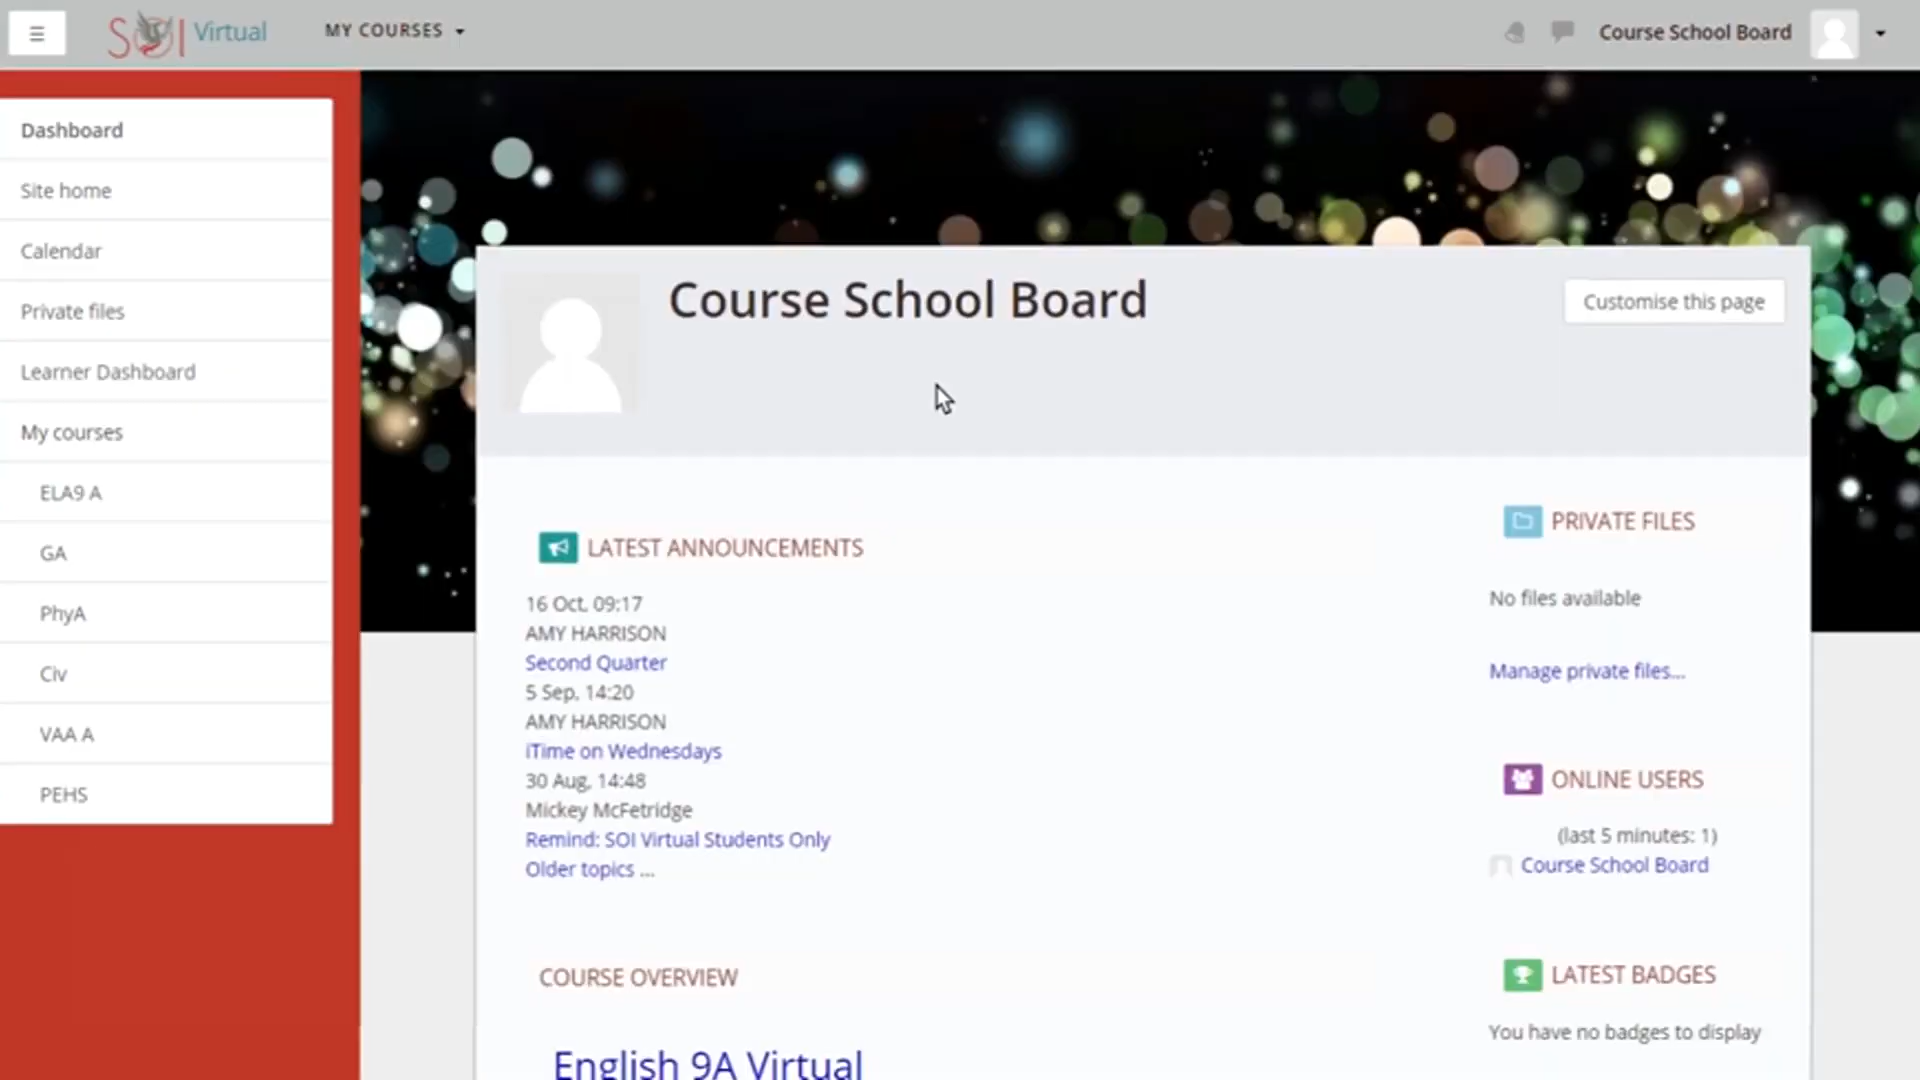 SOI Virtual
MY COURSES
Course School Board
Dashboard
Site home
Calendar
Private files
Learner Dashboard
My courses
ELA9 A
GA
PhyA
Civ
VAA A
PEHS
Course School Board
Customise this page
LATEST ANNOUNCEMENTS
16 Oct, 09:17
AMY HARRISON
Second Quarter
5 Sep, 14:20
AMY HARRISON
iTime on Wednesdays
30 Aug, 14:48
Mickey McFetridge
Remind: SOI Virtual Students Only
Older topics ...
COURSE OVERVIEW
English 9A Virtual
PRIVATE FILES
No files available
Manage private files...
ONLINE USERS
(last 5 minutes: 1)
Course School Board
LATEST BADGES
You have no badges to display